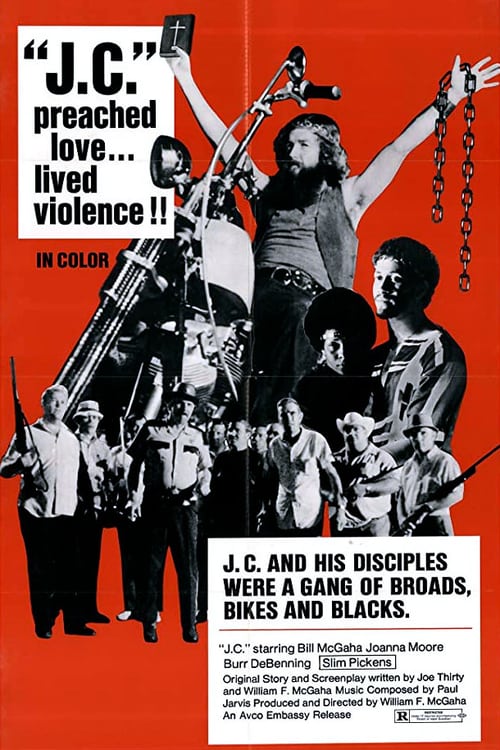 "J.C."
preached
love...
lived
violence!!
IN COLOR
J.C. AND HIS DISCIPLES
WERE A GANG OF BROADS,
BIKES AND BLACKS.
"J.C." starring Bill McGaha Joanna Moore
Burr DeBenning Slim Pickens
Original Story and Screenplay written by Joe Thirty
and William F. McGaha Music Composed by Paul
Jarvis Produced and Directed by William F. McGaha
An Avco Embassy Release
R RESTRICTED